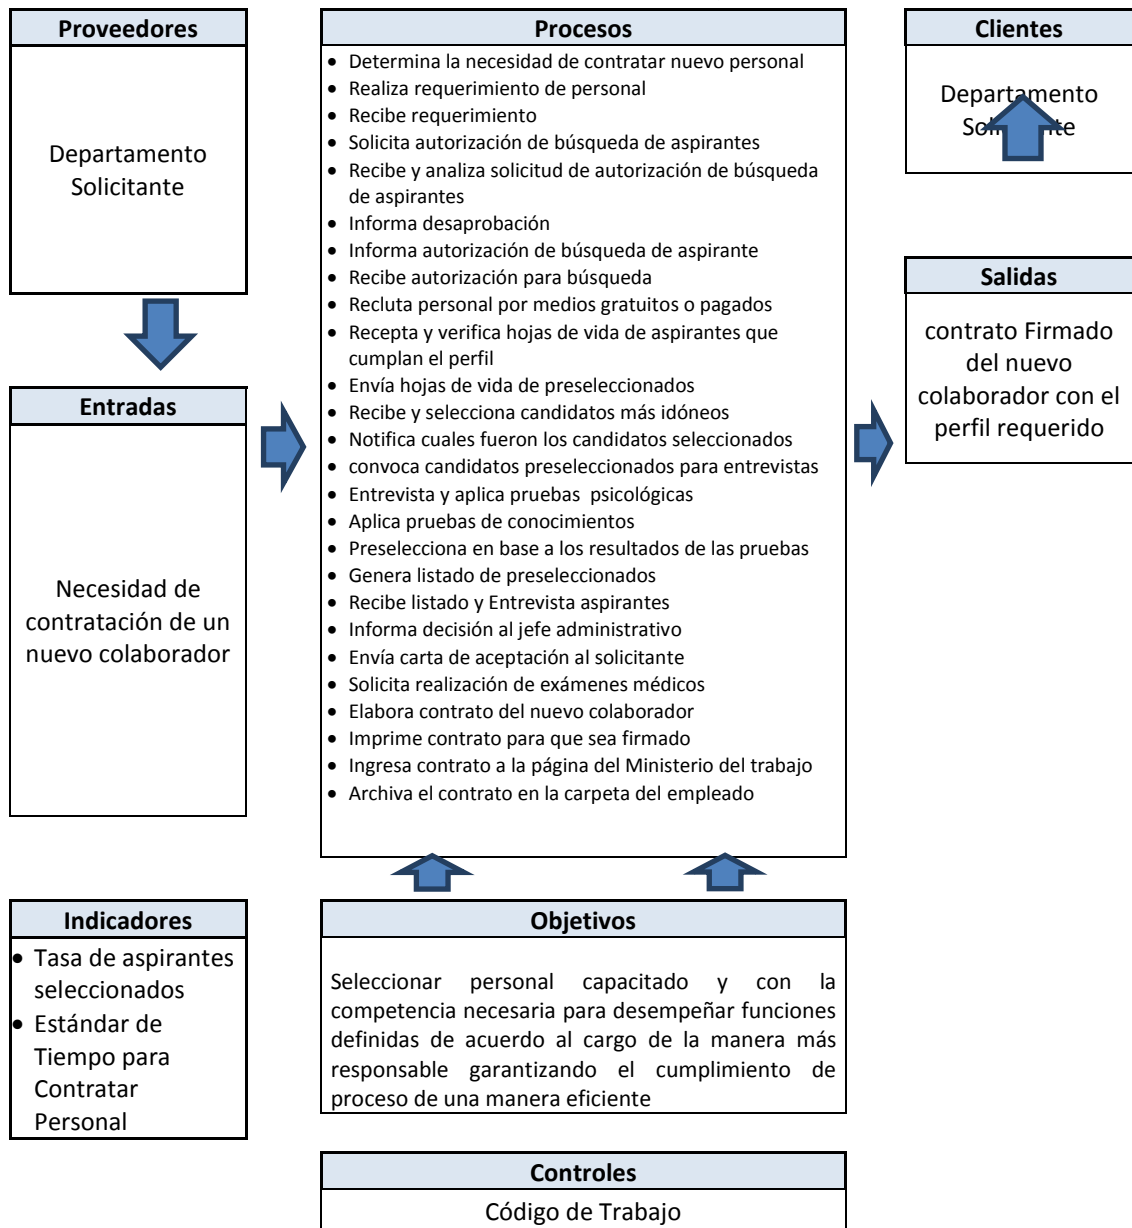 Proveedores
Departamento
Solicitante
Entradas
Necesidad de
contratación de un
nuevo colaborador
Indicadores
• Tasa de aspirantes
seleccionados
• Estándar de
Tiempo para
Contratar
Personal
Procesos
• Determina la necesidad de contratar nuevo personal
• Realiza requerimiento de personal
• Recibe requerimiento
• Solicita autorización de búsqueda de aspirantes
• Recibe y analiza solicitud de autorización de búsqueda
de aspirantes
• Informa desaprobación
• Informa autorización de búsqueda de aspirante
• Recibe autorización para búsqueda
• Recluta personal por medios gratuitos o pagados
• Recepta y verifica hojas de vida de aspirantes que
cumplan el perfil
• Envía hojas de vida de preseleccionados
• Recibe y selecciona candidatos más idóneos
• Notifica cuales fueron los candidatos seleccionados
• convoca candidatos preseleccionados para entrevistas
• Entrevista y aplica pruebas psicológicas
• Aplica pruebas de conocimientos
• Preselecciona en base a los resultados de las pruebas
• Genera listado de preseleccionados
• Recibe listado y Entrevista aspirantes
• Informa decisión al jefe administrativo
• Envía carta de aceptación al solicitante
• Solicita realización de exámenes médicos
• Elabora contrato del nuevo colaborador
• Imprime contrato para que sea firmado
• Ingresa contrato a la página del Ministerio del trabajo
• Archiva el contrato en la carpeta del empleado
Objetivos
Seleccionar personal capacitado y con la
competencia necesaria para desempeñar funciones
definidas de acuerdo al cargo de la manera más
responsable garantizando el cumplimiento de
proceso de una manera eficiente
Controles
Código de Trabajo
Clientes
Departamento
Solicitante
Salidas
contrato Firmado
del nuevo
colaborador con el
perfil requerido